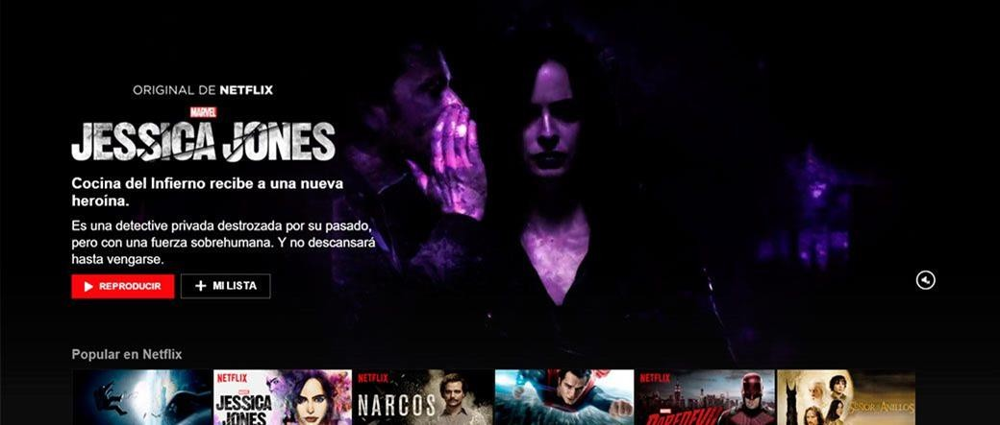 ORIGINAL DE NETFLIX
MARVEL
JESSICA JONES
Cocina del Infierno recibe a una nueva
heroína.
Es una detective privada destrozada por su pasado,
pero con una fuerza sobrehumana. Y no descansará
hasta vengarse.
REPRODUCIR
MI LISTA
Popular en Netflix
NETFLIX
JESSICA
JONES
NETFLIX
NARCOS
NETFLIX
DAREDEVIL
SEÑOR
ANILLOS